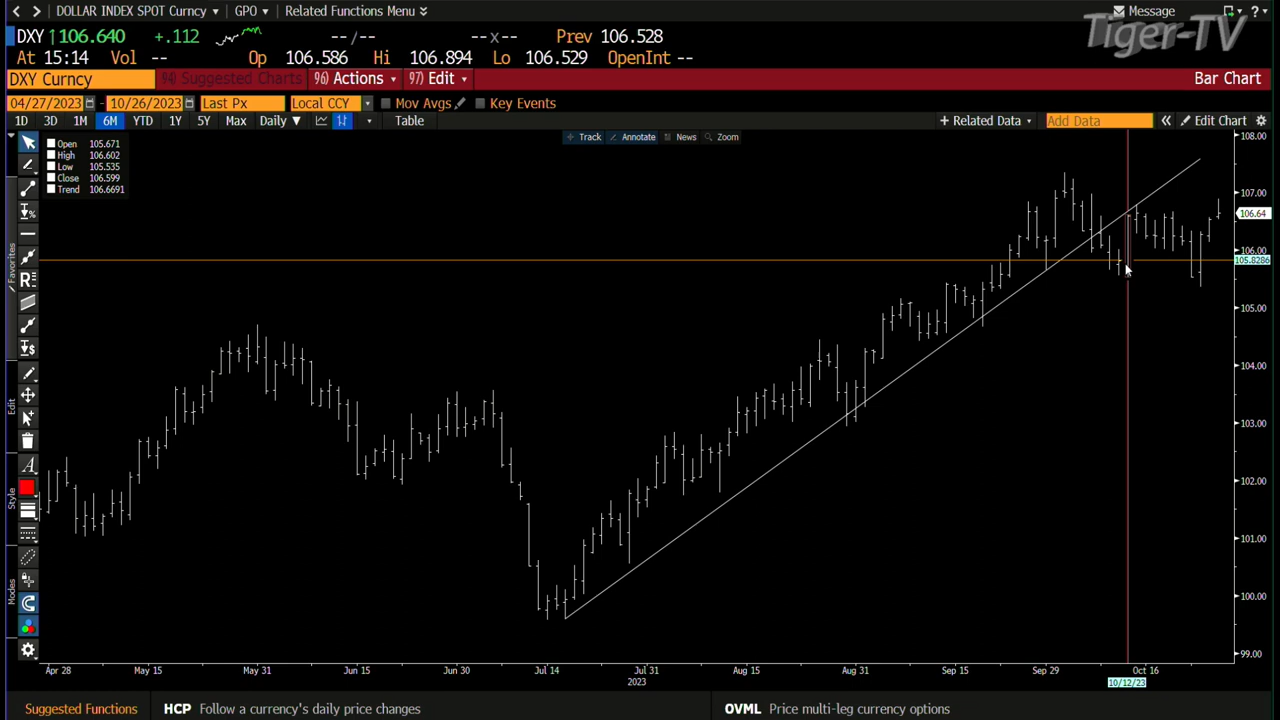 DOLLAR INDEX SPOT Curncy GPO Related Functions Menu Message ?
Tiger-TV
DXY ↑106.640 +.112 --/-- --x-- Prev 106.528
At 15:14 Vol -- Op 106.586 Hi 106.894 Lo 106.529 OpenInt --
DXY Curncy 94) Suggested Charts 96) Actions 97) Edit Bar Chart
04/27/2023 - 10/26/2023 Last Px Local CCY Mov Avgs Key Events
1D 3D 1M 6M YTD 1Y 5Y Max Daily ▼ Table + Related Data Add Data « Edit Chart
Track Annotate News Zoom
Open 105.671
High 106.602
Low 105.535
Close 106.599
Trend 106.6691
Favorites
Edit
Style
Modes
108.00
107.00
106.64
106.00
105.8286
105.00
104.00
103.00
102.00
101.00
100.00
99.00
Apr 28 May 15 May 31 Jun 15 Jun 30 Jul 14 Jul 31 Aug 15 Aug 31 Sep 15 Sep 29 Oct 16
2023
10/12/23
Suggested Functions HCP Follow a currency's daily price changes OVML Price multi-leg currency options